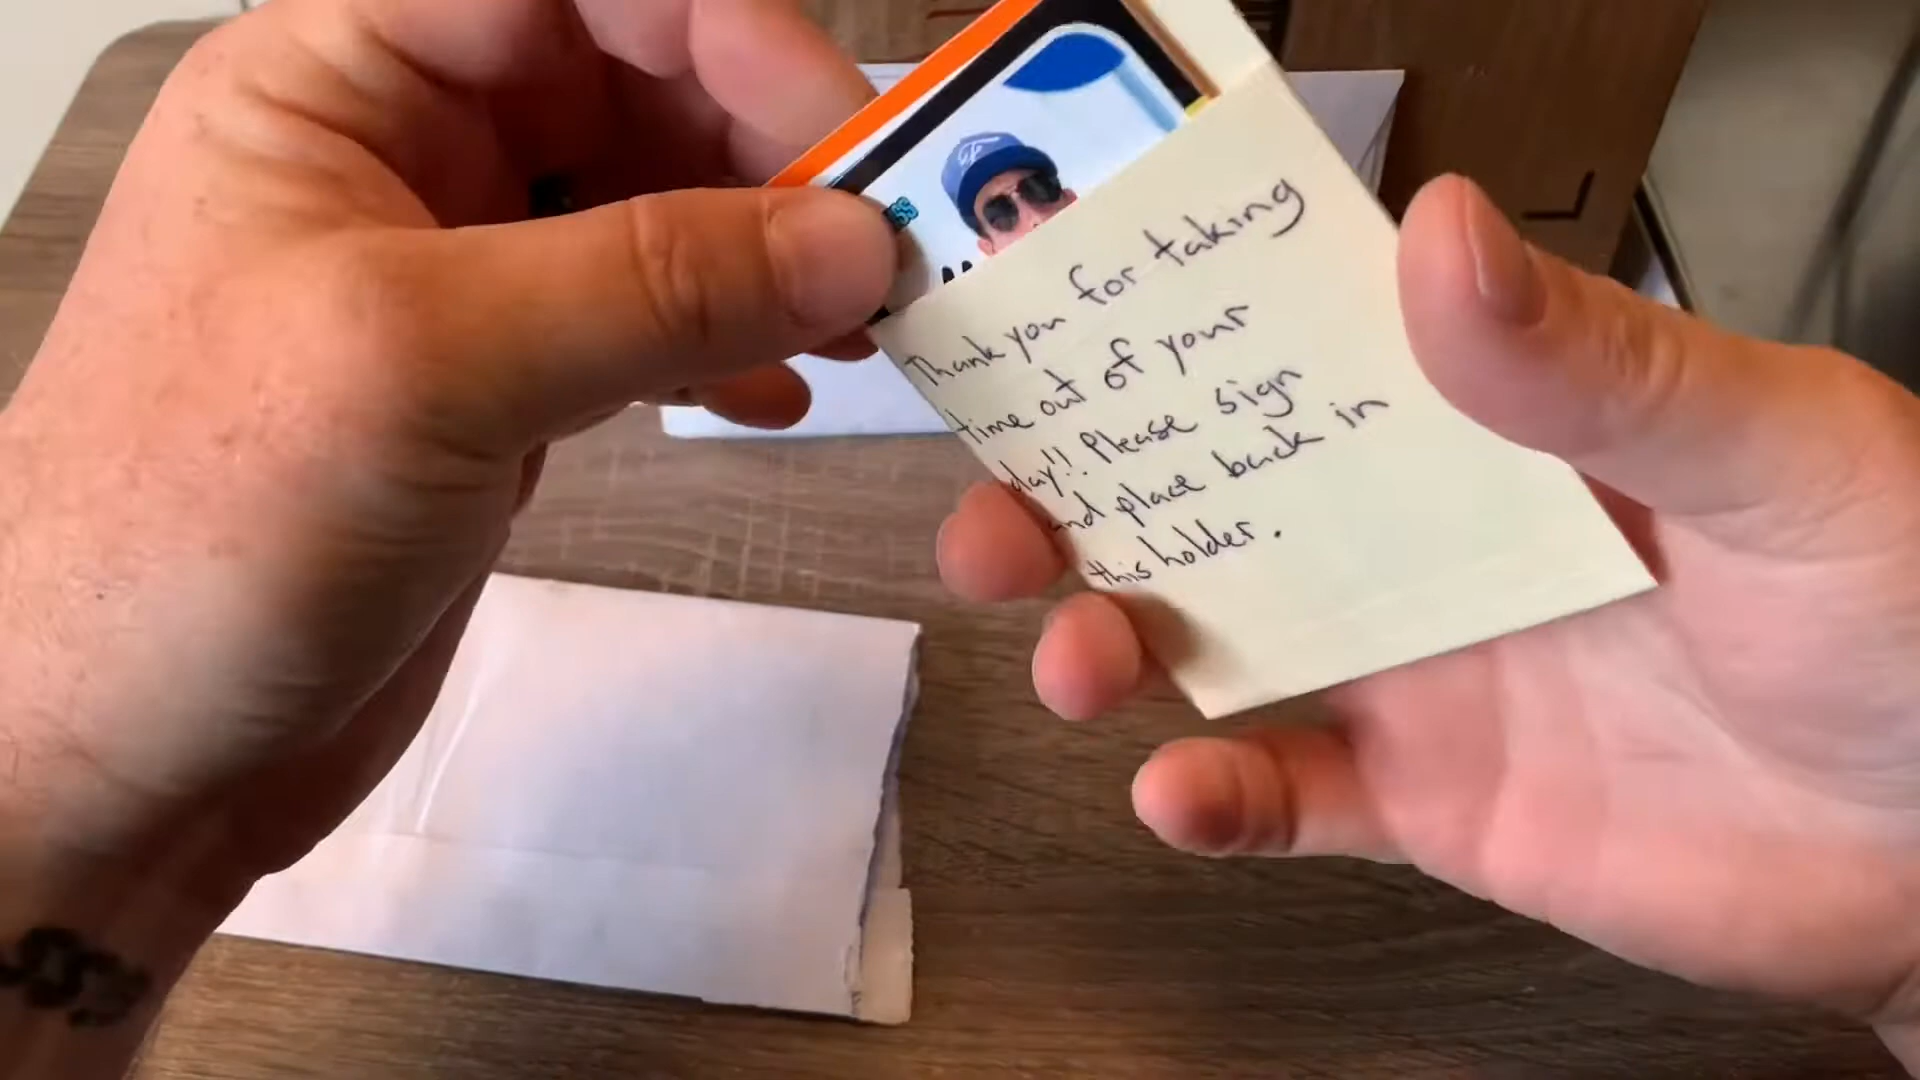 Thank you for taking
time out of your
day!! Please sign
and place back in
this holder.